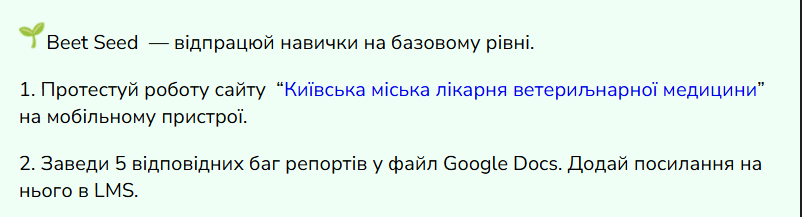 Beet Seed — відпрацюй навички на базовому рівні.
1. Протестуй роботу сайту “Київська міська лікарня ветериљнарної медицини”
на мобільному пристрої.
2. Заведи 5 відповідних баг репортів у файл Google Docs. Додай посилання на
нього в LMS.